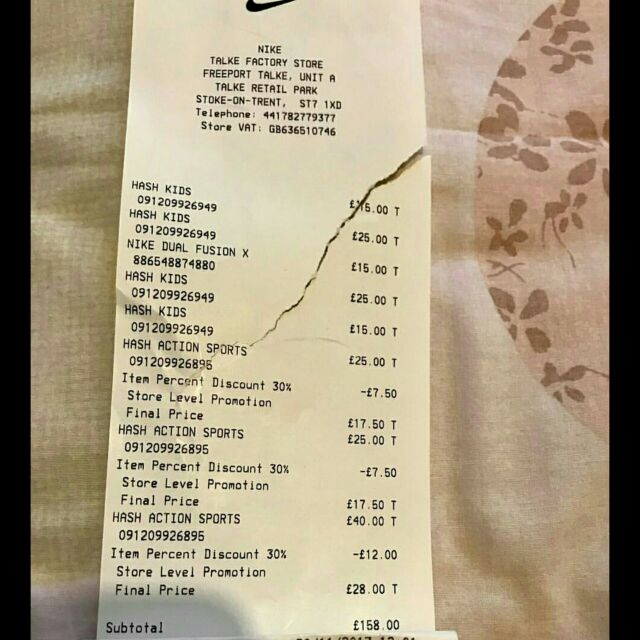 NIKE
TALKE FACTORY STORE
FREEPORT TALKE, UNIT A
TALKE RETAIL PARK
STOKE-ON-TRENT, ST7 1XD
Telephone: 441782779377
Store VAT: GB636510746
HASH KIDS £15.00 T
091209926949
HASH KIDS £25.00 T
091209926949
NIKE DUAL FUSION X £15.00 T
886548874880
HASH KIDS £25.00 T
091209926949
HASH KIDS £15.00 T
091209926949
HASH ACTION SPORTS £25.00 T
091209926895
Item Percent Discount 30% -£7.50
Store Level Promotion
Final Price £17.50 T
HASH ACTION SPORTS £25.00 T
091209926895
Item Percent Discount 30% -£7.50
Store Level Promotion
Final Price £17.50 T
HASH ACTION SPORTS £40.00 T
091209926895
Item Percent Discount 30% -£12.00
Store Level Promotion
Final Price £28.00 T
Subtotal £158.00